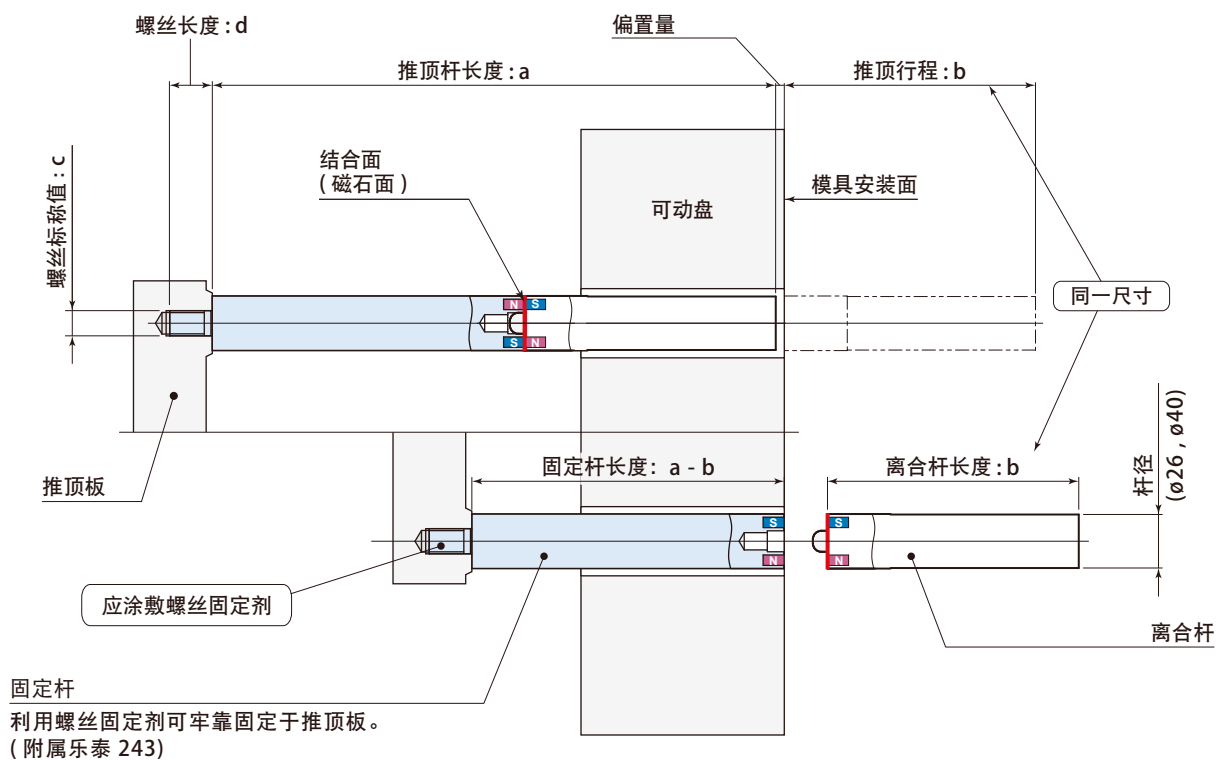 螺丝长度：d
偏置量
推顶杆长度：a
推顶行程：b
螺丝标称值：c
结合面
(磁石面)
可动盘
模具安装面
同一尺寸
N S
S N
推顶板
固定杆长度： a - b
离合杆长度：b
杆径
(ø26 , ø40)
S
N
S
N
应涂敷螺丝固定剂
离合杆
固定杆
利用螺丝固定剂可牢靠固定于推顶板。
(附属乐泰 243)